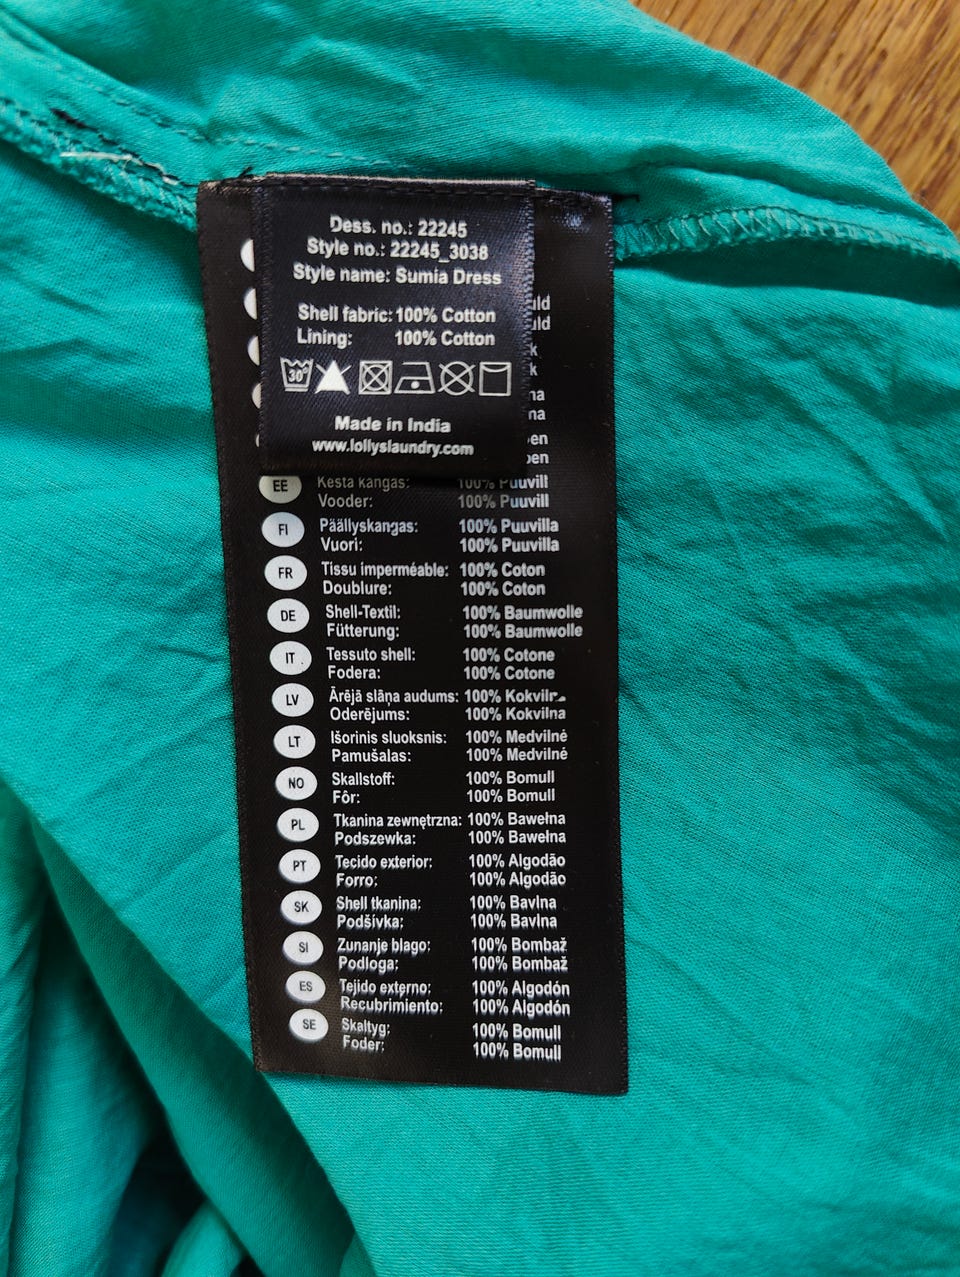 Dess. no.: 22245
Style no.: 22245_3038
Style name: Sumia Dress
Shell fabric: 100% Cotton
Lining: 100% Cotton
30°
Made in India
www.lollyslaundry.com
EE Kesta kangas: 100% Puuvill
Vooder: 100% Puuvill
FI Päällyskangas: 100% Puuvilla
Vuori: 100% Puuvilla
FR Tissu imperméable: 100% Coton
Doublure: 100% Coton
DE Shell-Textil: 100% Baumwolle
Fütterung: 100% Baumwolle
IT Tessuto shell: 100% Cotone
Fodera: 100% Cotone
LV Ārējā slāņa audums: 100% Kokvilna
Oderējums: 100% Kokvilna
LT Išorinis sluoksnis: 100% Medvilnė
Pamušalas: 100% Medvilnė
NO Skallstoff: 100% Bomull
Fôr: 100% Bomull
PL Tkanina zewnętrzna: 100% Bawełna
Podszewka: 100% Bawełna
PT Tecido exterior: 100% Algodão
Forro: 100% Algodão
SK Shell tkanina: 100% Bavlna
Podšívka: 100% Bavlna
SI Zunanje blago: 100% Bombaž
Podloga: 100% Bombaž
ES Tejido externo: 100% Algodón
Recubrimiento: 100% Algodón
SE Skaltyg: 100% Bomull
Foder: 100% Bomull